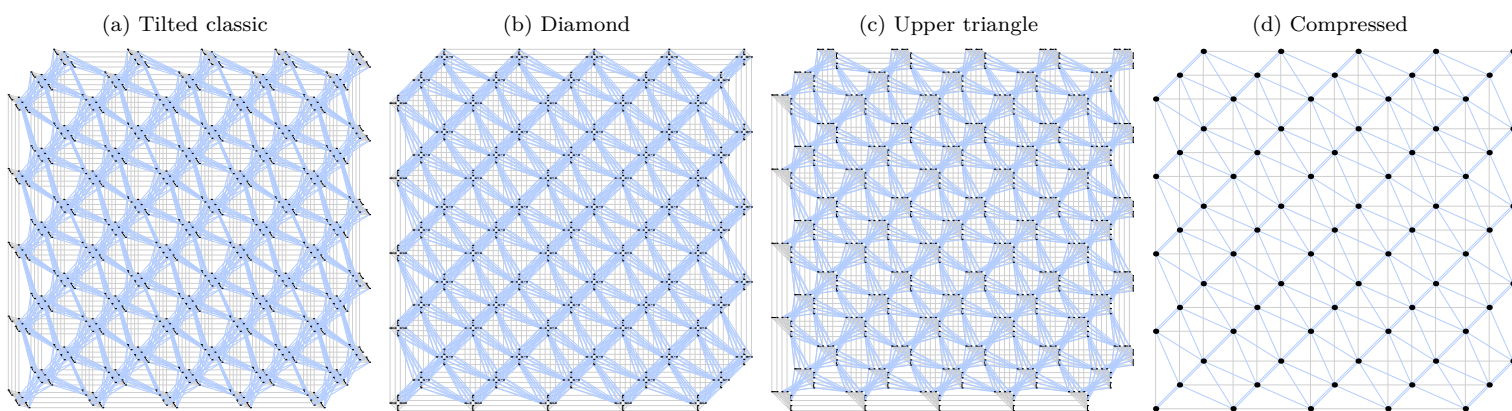 (a) Tilted classic
(b) Diamond
(c) Upper triangle
(d) Compressed